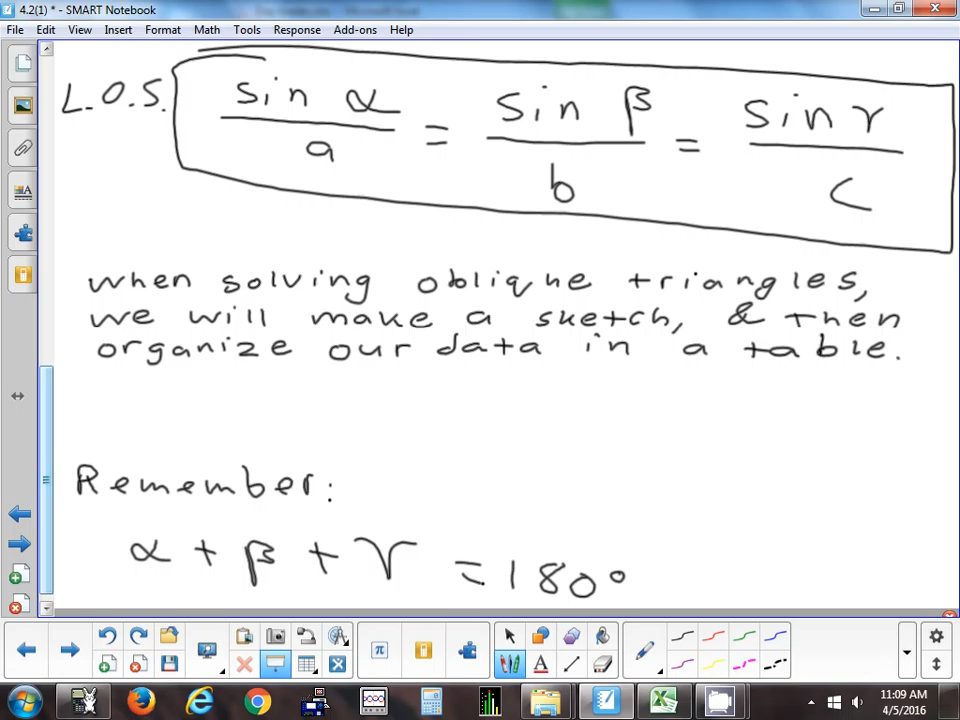 4.2(1) * - SMART Notebook
File Edit View Insert Format Math Tools Response Add-ons Help
L.O.S. sin α / a = sin β / b = sin γ / c
when solving oblique triangles,
we will make a sketch, & then
organize our data in a table.
Remember:
α + β + γ = 180°
11:09 AM
4/5/2016